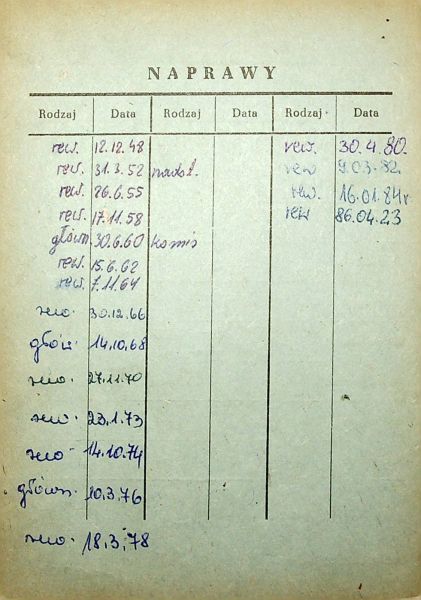 NAPRAWY
Rodzaj Data Rodzaj Data Rodzaj Data
rew. 12.12.48 rew. 30.4.80.
rew. 31.3.52 rew 9.03.82
rew. 26.6.55 rew. 16.01.84r
rew. 17.11.58 rew 86.04.23
główn 30.6.60
rew. 15.6.62
rew. 7.11.64
rew. 30.12.66
główn. 14.10.68
rew. 27.11.70
rew. 23.1.73
rew. 14.10.74
główn. 10.3.76
rew. 18.3.78